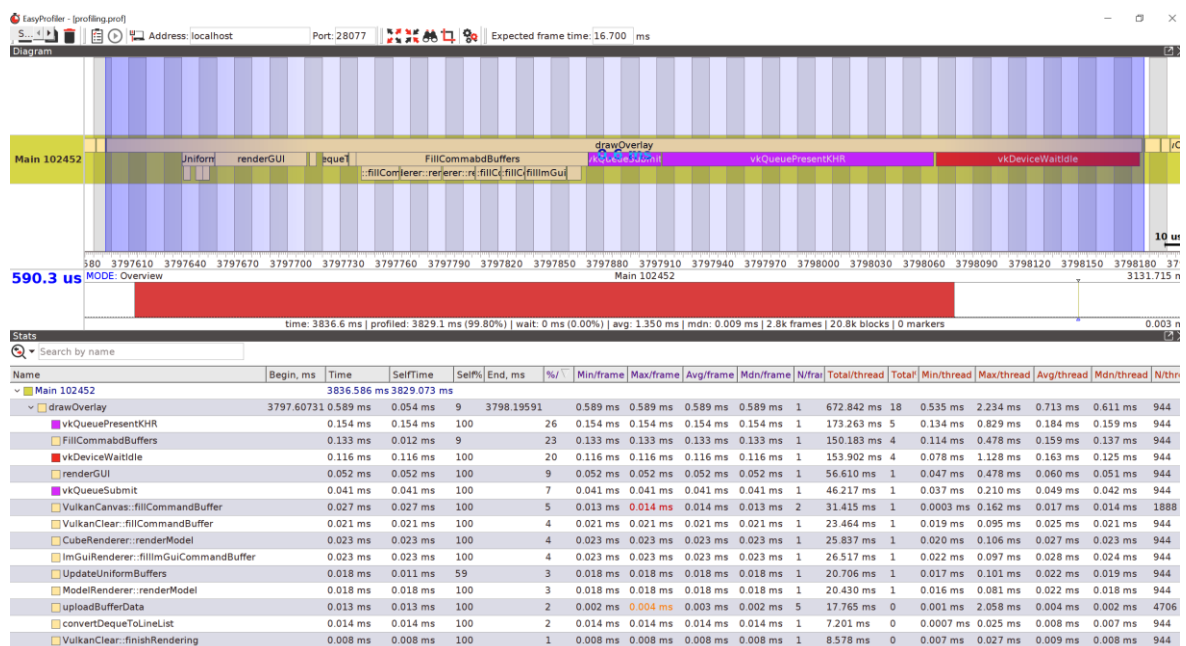 EasyProfiler - [profiling.prof]
S... Address: localhost Port: 28077 Expected frame time: 16.700 ms
Diagram
drawOverlay
Main 102452 Uniform renderGUI equeT FillCommabdBuffers vkQueueSubmit vkQueuePresentKHR vkDeviceWaitIdle
::fillCom lerer::rer erer::re :fillCo :fillCo fillImGui
10 us
580 3797610 3797640 3797670 3797700 3797730 3797760 3797790 3797820 3797850 3797880 3797910 3797940 3797970 3798000 3798030 3798060 3798090 3798120 3798150 3798180 37
590.3 us MODE: Overview Main 102452 3131.715 m
time: 3836.6 ms | profiled: 3829.1 ms (99.80%) | wait: 0 ms (0.00%) | avg: 1.350 ms | mdn: 0.009 ms | 2.8k frames | 20.8k blocks | 0 markers 0.003 m
Stats
Search by name
Name Begin, ms Time SelfTime Self% End, ms %/ Min/frame Max/frame Avg/frame Mdn/frame N/frar Total/thread Total' Min/thread Max/thread Avg/thread Mdn/thread N/thre
Main 102452 3836.586 ms 3829.073 ms
drawOverlay 3797.60731 0.589 ms 0.054 ms 9 3798.19591 0.589 ms 0.589 ms 0.589 ms 0.589 ms 1 672.842 ms 18 0.535 ms 2.234 ms 0.713 ms 0.611 ms 944
vkQueuePresentKHR 0.154 ms 0.154 ms 100 26 0.154 ms 0.154 ms 0.154 ms 0.154 ms 1 173.263 ms 5 0.134 ms 0.829 ms 0.184 ms 0.159 ms 944
FillCommabdBuffers 0.133 ms 0.012 ms 9 23 0.133 ms 0.133 ms 0.133 ms 0.133 ms 1 150.183 ms 4 0.114 ms 0.478 ms 0.159 ms 0.137 ms 944
vkDeviceWaitIdle 0.116 ms 0.116 ms 100 20 0.116 ms 0.116 ms 0.116 ms 0.116 ms 1 153.902 ms 4 0.078 ms 1.128 ms 0.163 ms 0.125 ms 944
renderGUI 0.052 ms 0.052 ms 100 9 0.052 ms 0.052 ms 0.052 ms 0.052 ms 1 56.610 ms 1 0.047 ms 0.478 ms 0.060 ms 0.051 ms 944
vkQueueSubmit 0.041 ms 0.041 ms 100 7 0.041 ms 0.041 ms 0.041 ms 0.041 ms 1 46.217 ms 1 0.037 ms 0.210 ms 0.049 ms 0.042 ms 944
VulkanCanvas::fillCommandBuffer 0.027 ms 0.027 ms 100 5 0.013 ms 0.014 ms 0.014 ms 0.013 ms 2 31.415 ms 1 0.0003 ms 0.162 ms 0.017 ms 0.014 ms 1888
VulkanClear::fillCommandBuffer 0.021 ms 0.021 ms 100 4 0.021 ms 0.021 ms 0.021 ms 0.021 ms 1 23.464 ms 1 0.019 ms 0.095 ms 0.025 ms 0.021 ms 944
CubeRenderer::renderModel 0.023 ms 0.023 ms 100 4 0.023 ms 0.023 ms 0.023 ms 0.023 ms 1 25.837 ms 1 0.020 ms 0.106 ms 0.027 ms 0.023 ms 944
ImGuiRenderer::fillImGuiCommandBuffer 0.023 ms 0.023 ms 100 4 0.023 ms 0.023 ms 0.023 ms 0.023 ms 1 26.517 ms 1 0.022 ms 0.097 ms 0.028 ms 0.024 ms 944
UpdateUniformBuffers 0.018 ms 0.011 ms 59 3 0.018 ms 0.018 ms 0.018 ms 0.018 ms 1 20.706 ms 1 0.017 ms 0.101 ms 0.022 ms 0.019 ms 944
ModelRenderer::renderModel 0.018 ms 0.018 ms 100 3 0.018 ms 0.018 ms 0.018 ms 0.018 ms 1 20.430 ms 1 0.016 ms 0.081 ms 0.022 ms 0.018 ms 944
uploadBufferData 0.013 ms 0.013 ms 100 2 0.002 ms 0.004 ms 0.003 ms 0.002 ms 5 17.765 ms 0 0.001 ms 2.058 ms 0.004 ms 0.002 ms 4706
convertDequeToLineList 0.014 ms 0.014 ms 100 2 0.014 ms 0.014 ms 0.014 ms 0.014 ms 1 7.201 ms 0 0.0007 ms 0.025 ms 0.008 ms 0.007 ms 944
VulkanClear::finishRendering 0.008 ms 0.008 ms 100 1 0.008 ms 0.008 ms 0.008 ms 0.008 ms 1 8.578 ms 0 0.007 ms 0.027 ms 0.009 ms 0.008 ms 944